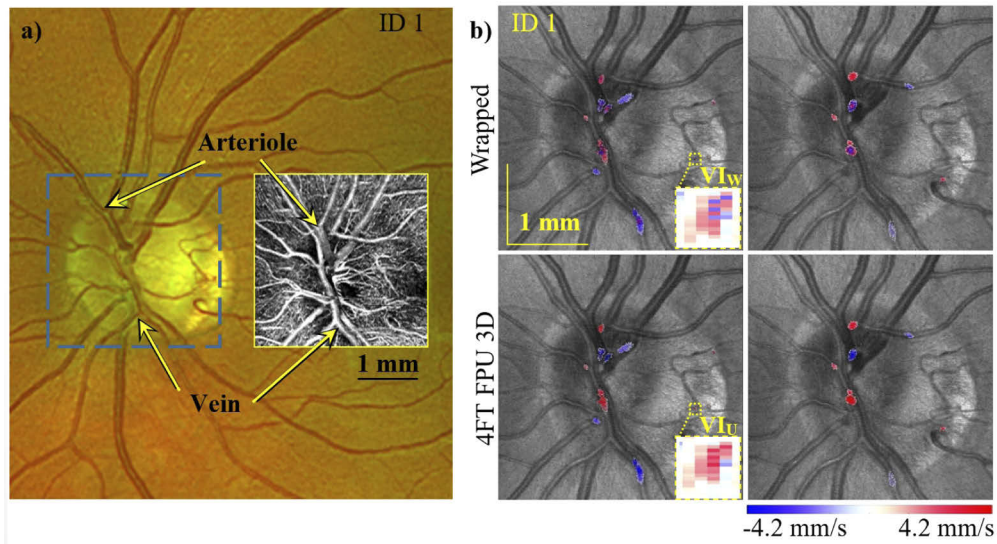 a)
ID 1
Arteriole
1 mm
Vein
b)
ID 1
Wrapped
VIW
1 mm
4FT FPU 3D
VIU
-4.2 mm/s
4.2 mm/s